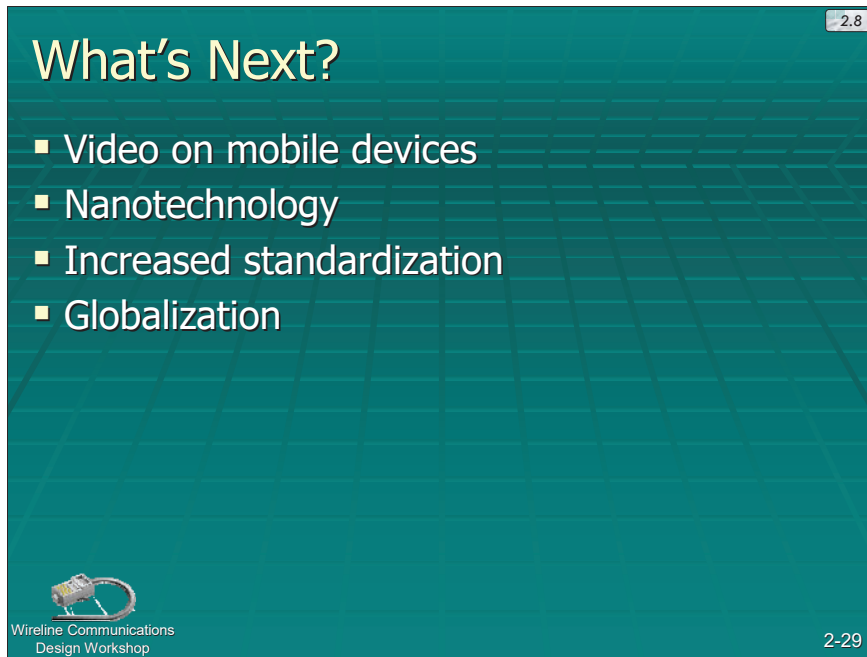 2.8
What's Next?
Video on mobile devices
Nanotechnology
Increased standardization
Globalization
Wireline Communications
Design Workshop
2-29